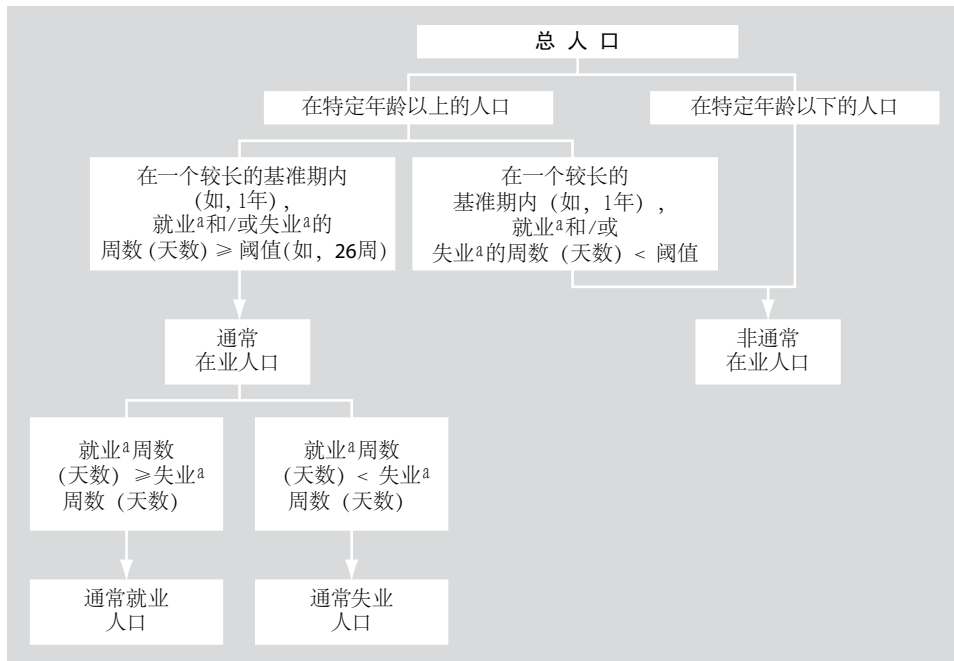 总 人 口
在特定年龄以上的人口
在特定年龄以下的人口
在一个较长的基准期内
(如,1年),
就业a和/或失业a的
周数(天数)≥阈值(如, 26周)
在一个较长的
基准期内 (如, 1年) ,
就业a和/或
失业a的周数 (天数) < 阈值
通常
在业人口
非通常
在业人口
就业a周数
(天数) ≥失业a
周数 (天数)
就业a周数
(天数) < 失业a
周数 (天数)
通常就业
人口
通常失业
人口